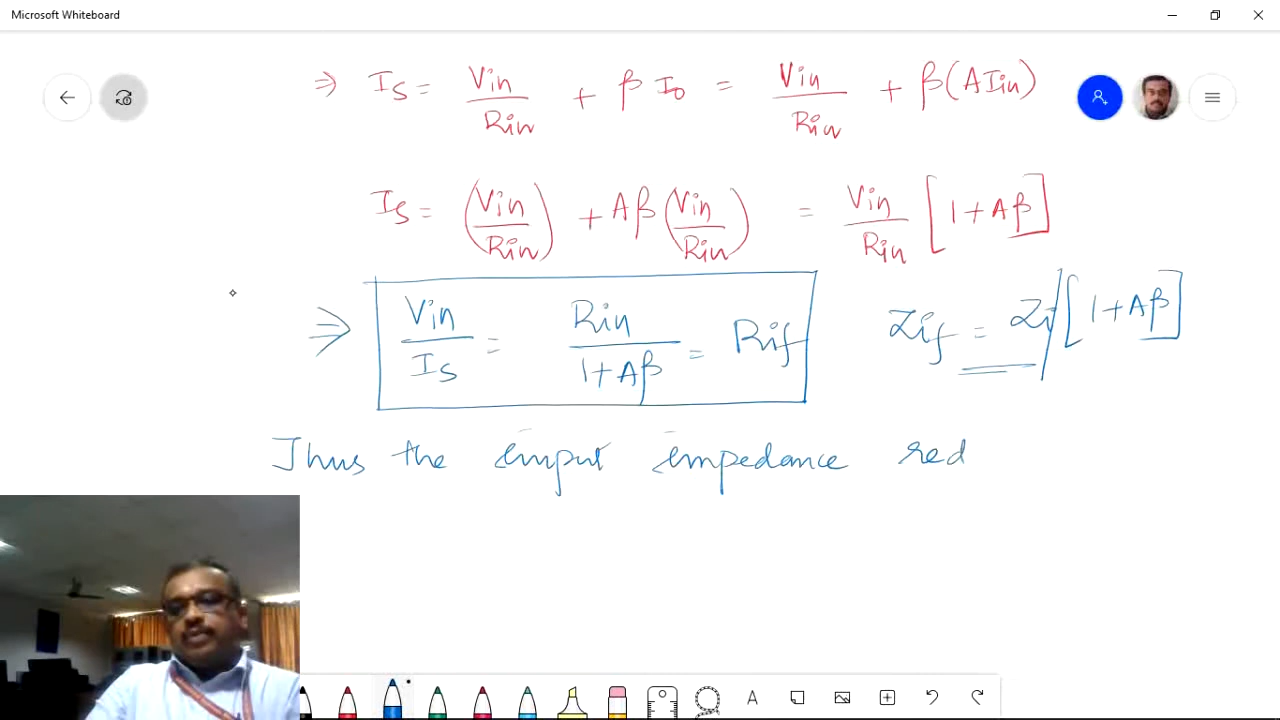 Microsoft Whiteboard
⇒ Is = Vin/Rin + β Io = Vin/Rin + β(AIin)
Is = (Vin/Rin) + Aβ(Vin/Rin) = Vin/Rin [1+Aβ]
⇒ Vin/Is = Rin/1+Aβ = Rif Zif = Zi/[1+Aβ]
Thus the input impedance red
A